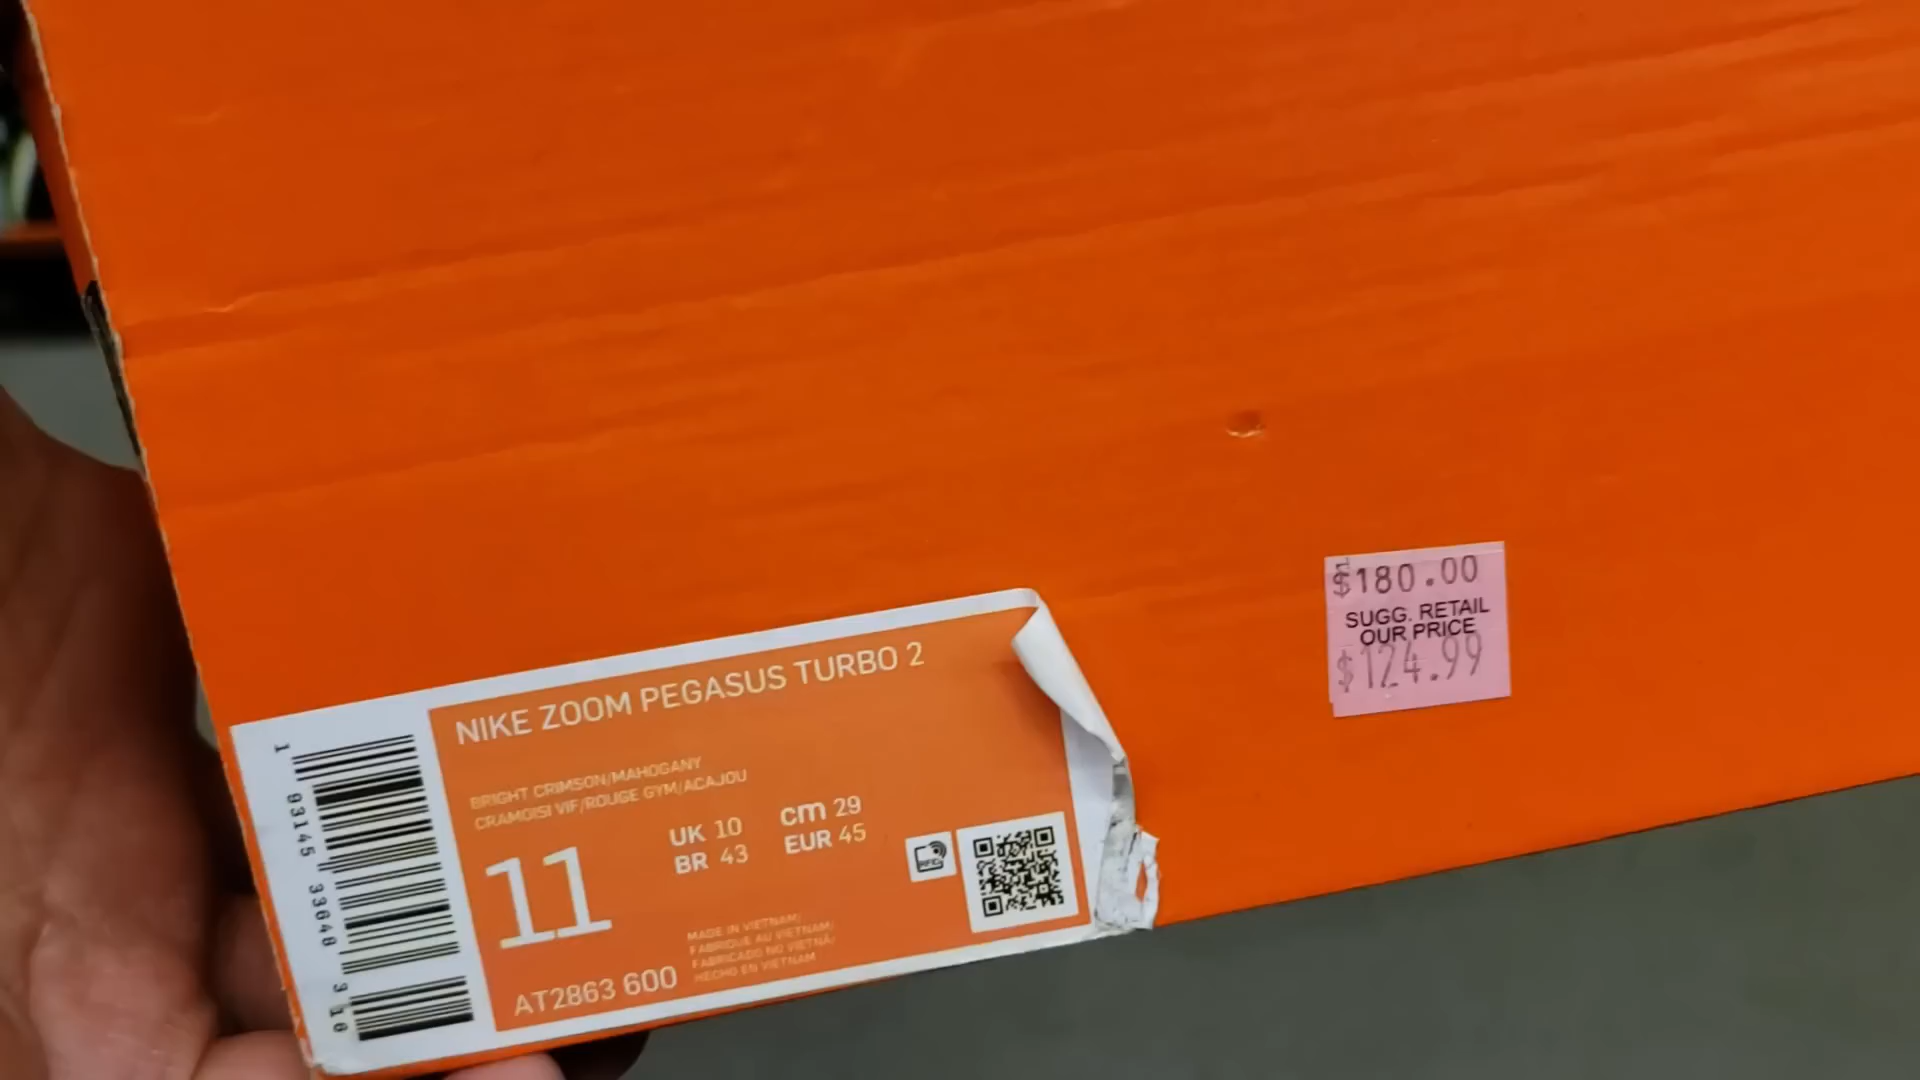 $180.00
SUGG. RETAIL
OUR PRICE
$124.99
NIKE ZOOM PEGASUS TURBO 2
BRIGHT CRIMSON/MAHOGANY
CRAMOISI VIF/ROUGE GYM/ACAJOU
UK 10 cm 29
BR 43 EUR 45
11
MADE IN VIETNAM/
FABRIQUE AU VIETNAM/
FABRICADO NO VIETNÃ/
HECHO EN VIETNAM
AT2863 600
1 93145 33648 3 10